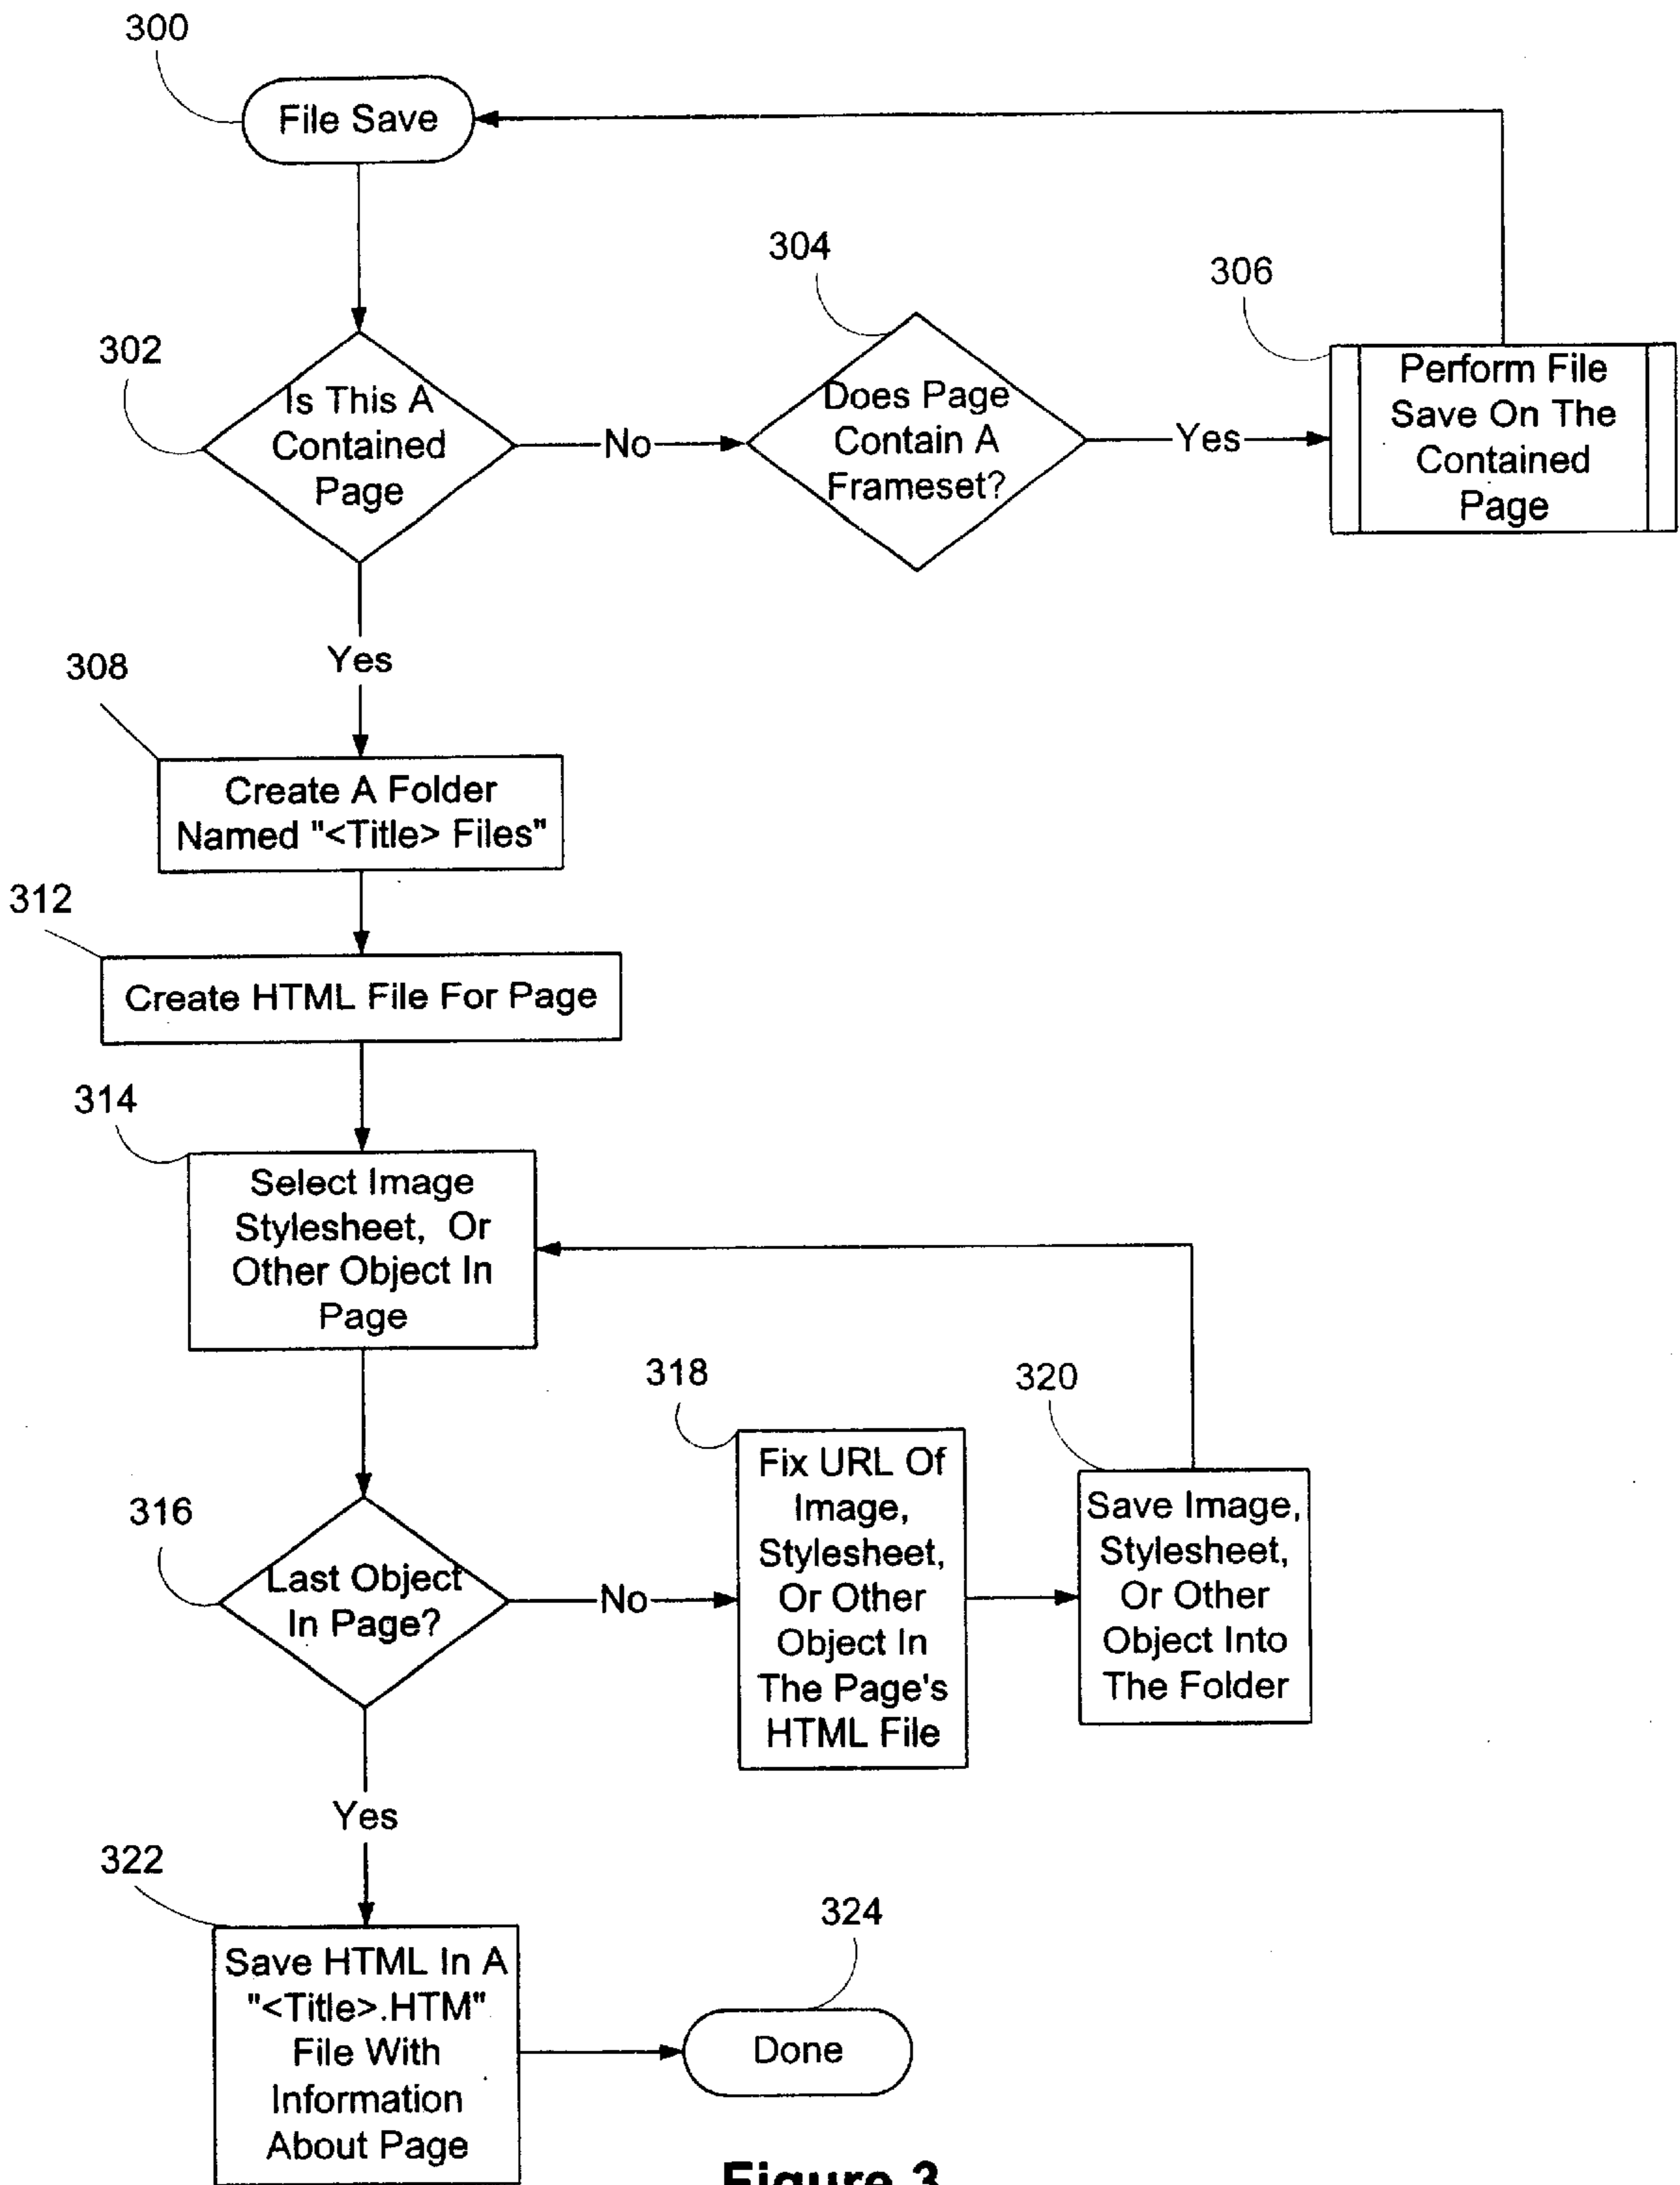 300
File Save
304
306
302
Is This A
Contained
Page
No
Does Page
Contain A
Frameset?
Yes
Perform File
Save On The
Contained
Page
Yes
308
Create A Folder
Named "<Title> Files"
312
Create HTML File For Page
314
Select Image
Stylesheet, Or
Other Object In
Page
318
320
316
Last Object
In Page?
No
Fix URL Of
Image,
Stylesheet,
Or Other
Object In
The Page's
HTML File
Save Image,
Stylesheet,
Or Other
Object Into
The Folder
Yes
322
Save HTML In A
"<Title>.HTM"
File With
Information
About Page
324
Done
Figure 3